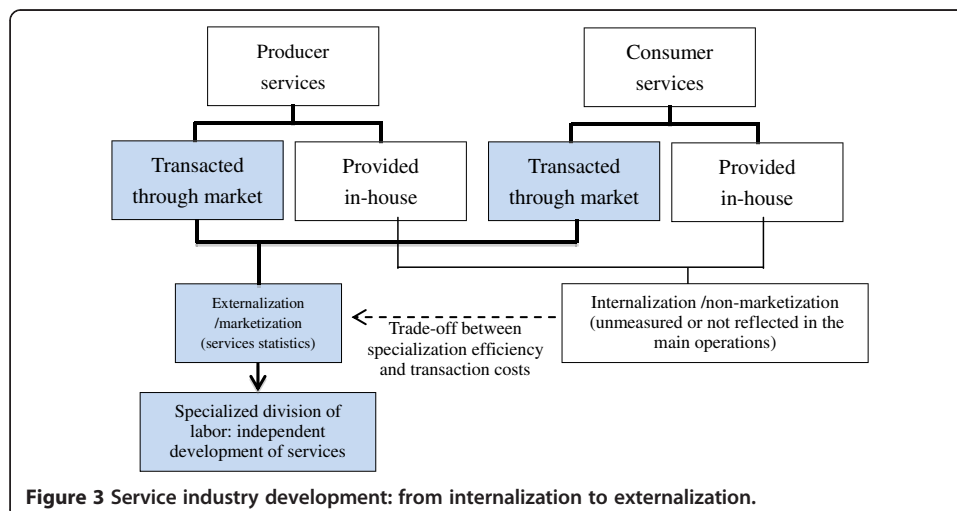 Producer
services
Consumer
services
Transacted
through market
Provided
in-house
Transacted
through market
Provided
in-house
Externalization
/marketization
(services statistics)
Trade-off between
specialization efficiency
and transaction costs
Internalization /non-marketization
(unmeasured or not reflected in the
main operations)
Specialized division of
labor: independent
development of services
Figure 3 Service industry development: from internalization to externalization.